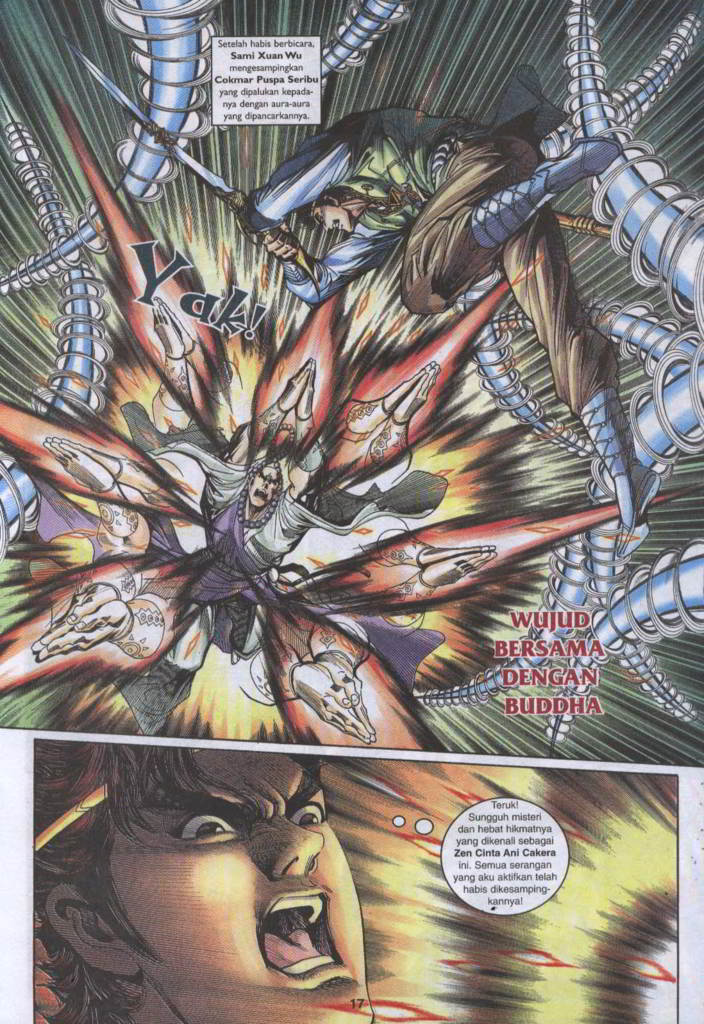 Setelah habis berbicara,
Sami Xuan Wu
mengesampingkan
Cokmar Puspa Seribu
yang dipalukan kepada-
nya dengan aura-aura
yang dipancarkannya.
Yak!
WUJUD
BERSAMA
DENGAN
BUDDHA
Teruk!
Sungguh misteri
dan hebat hikmatnya
yang dikenali sebagai
Zen Cinta Ani Cakera
ini. Semua serangan
yang aku aktifkan telah
habis dikesamping-
kannya!
17